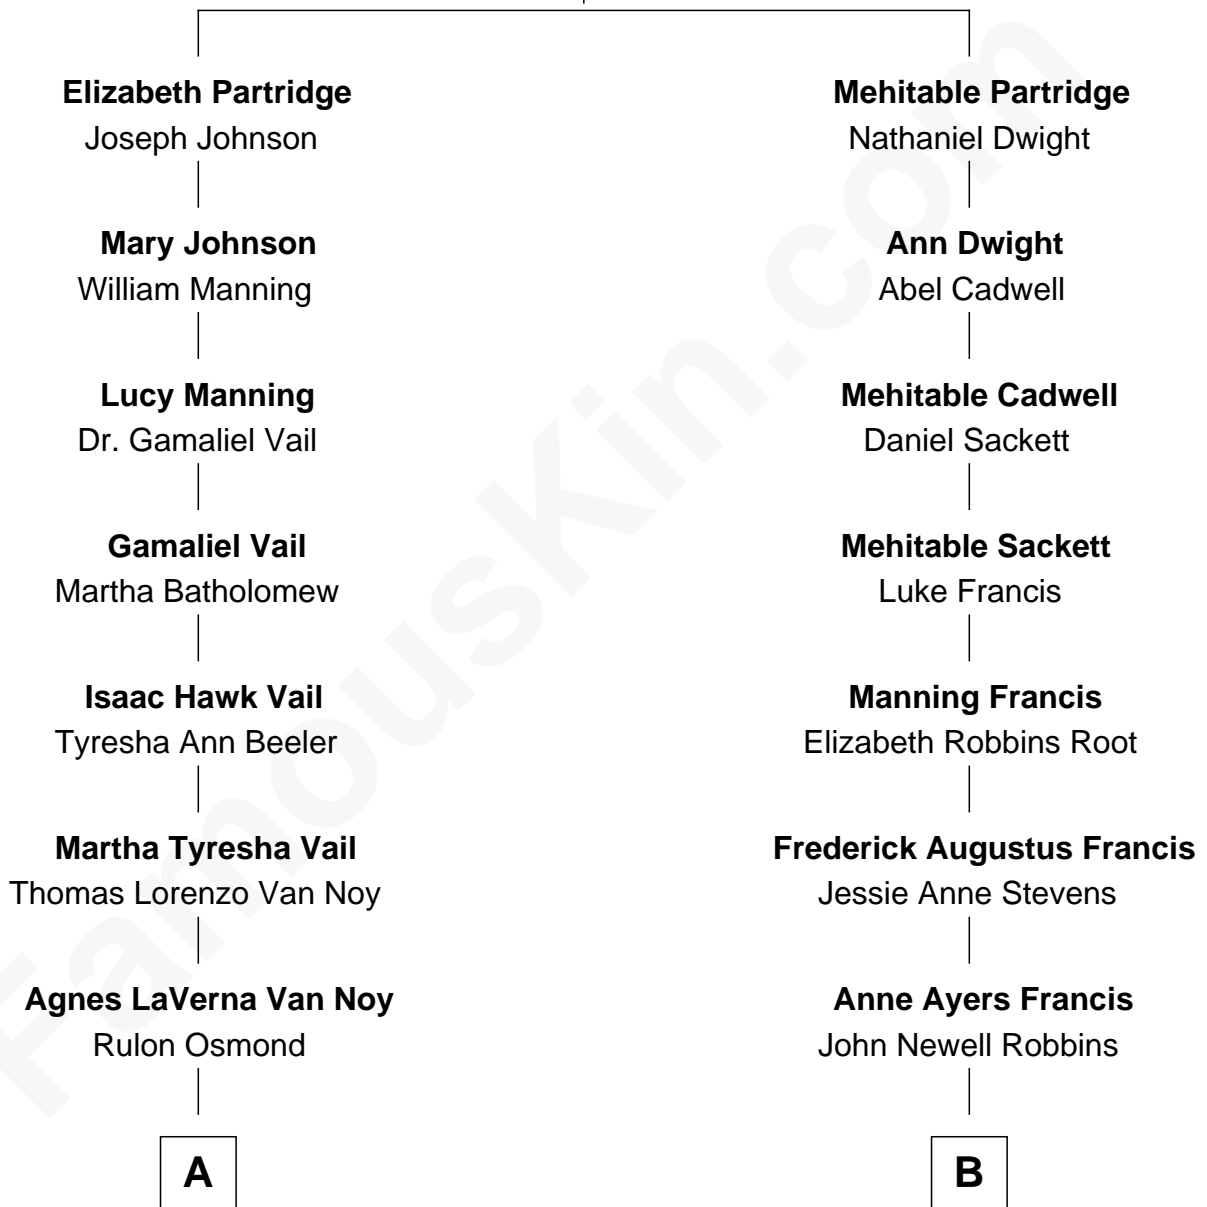 Elizabeth Partridge
Joseph Johnson
Mehitable Partridge
Nathaniel Dwight
Mary Johnson
William Manning
Ann Dwight
Abel Cadwell
Lucy Manning
Dr. Gamaliel Vail
Mehitable Cadwell
Daniel Sackett
Gamaliel Vail
Martha Batholomew
Mehitable Sackett
Luke Francis
Isaac Hawk Vail
Tyresha Ann Beeler
Manning Francis
Elizabeth Robbins Root
Martha Tyresha Vail
Thomas Lorenzo Van Noy
Frederick Augustus Francis
Jessie Anne Stevens
Agnes LaVerna Van Noy
Rulon Osmond
Anne Ayers Francis
John Newell Robbins
A
B
FamousKin.com